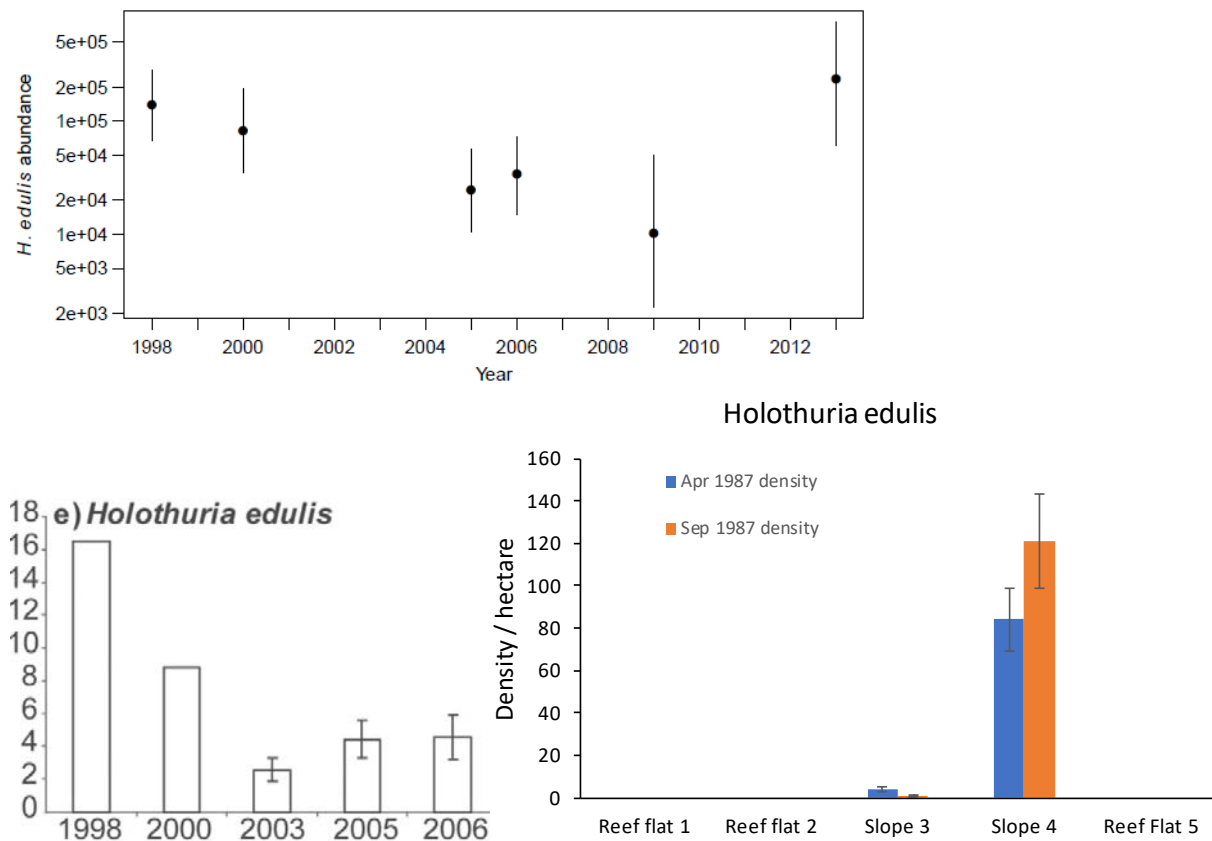 5e+05
2e+05
1e+05
5e+04
2e+04
1e+04
5e+03
2e+03
H. edulis abundance
1998 2000 2002 2004 2006 2008 2010 2012
Year
e) Holothuria edulis
18
16
14
12
10
8
6
4
2
0
1998 2000 2003 2005 2006
Holothuria edulis
Apr 1987 density
Sep 1987 density
160
140
120
100
80
60
40
20
0
Density / hectare
Reef flat 1 Reef flat 2 Slope 3 Slope 4 Reef Flat 5